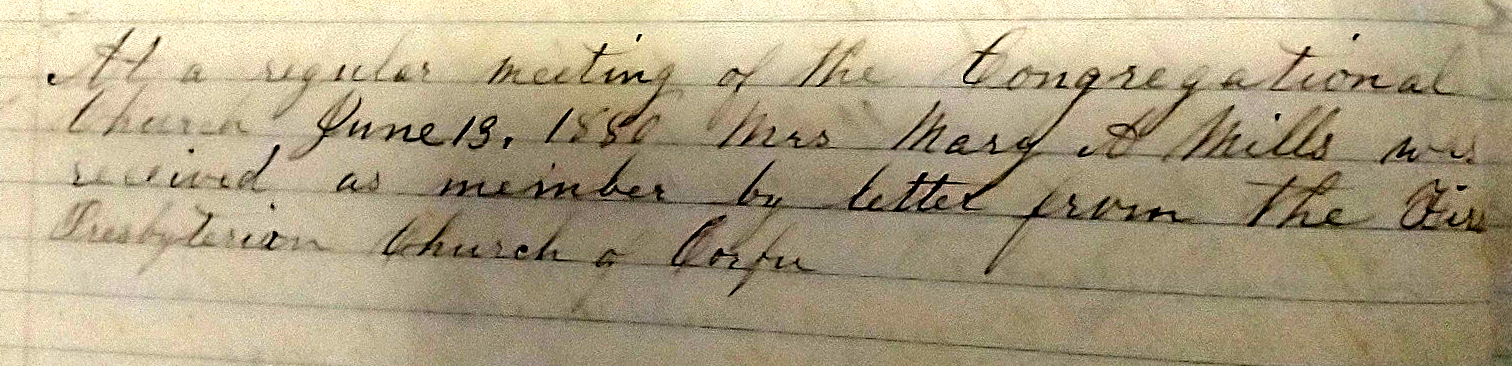 At a regular meeting of the Congregational
Church June 13, 1880 Mrs Mary A Mills was
received as member by letter from the Firs
Presbyterian Church of Corfu